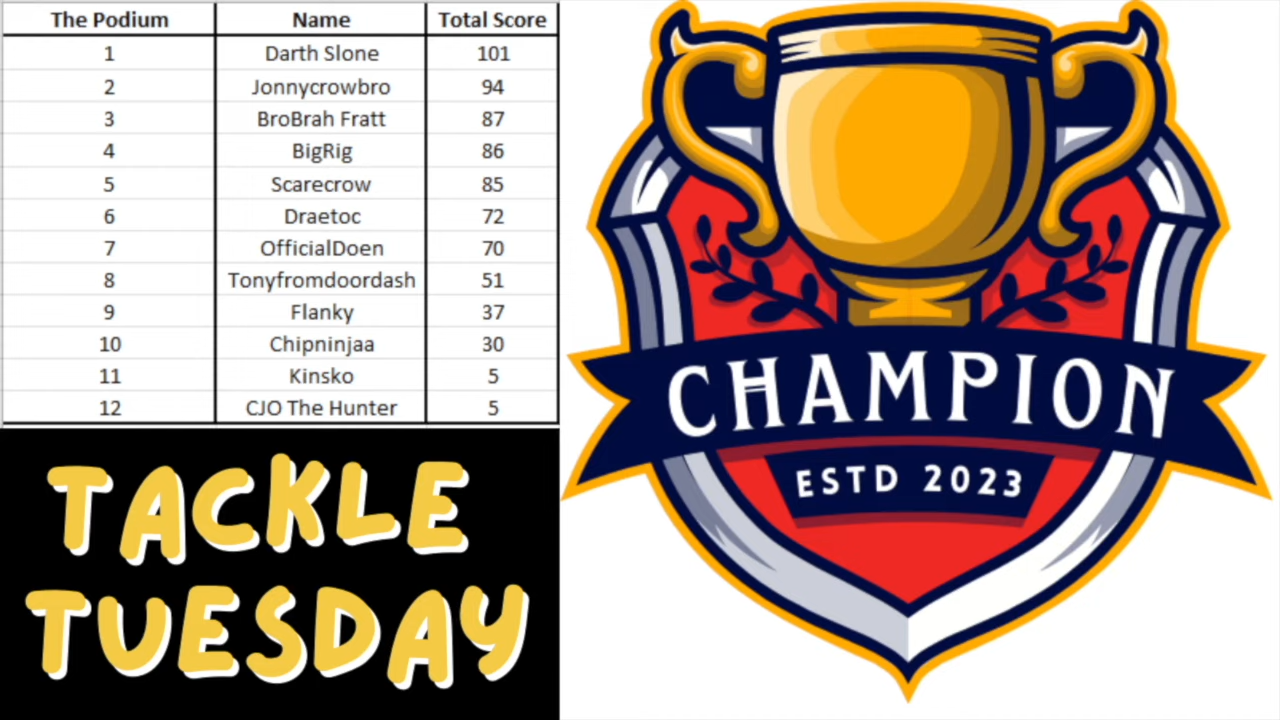 The Podium Name Total Score
1 Darth Slone 101
2 Jonnycrowbro 94
3 BroBrah Fratt 87
4 BigRig 86
5 Scarecrow 85
6 Draetoc 72
7 OfficialDoen 70
8 Tonyfromdoordash 51
9 Flanky 37
10 Chipninjaa 30
11 Kinsko 5
12 CJO The Hunter 5
TACKLE
TUESDAY
CHAMPION
ESTD 2023